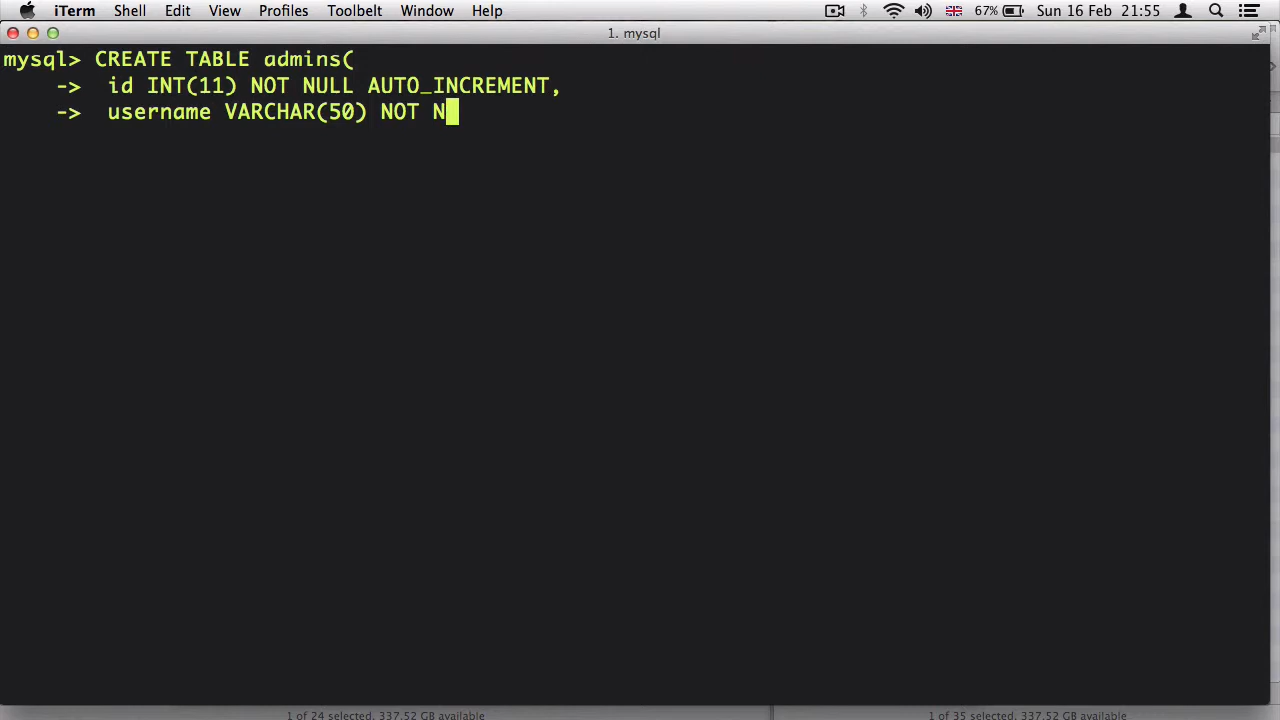 iTerm Shell Edit View Profiles Toolbelt Window Help 67% Sun 16 Feb 21:55
1. mysql
mysql> CREATE TABLE admins(
-> id INT(11) NOT NULL AUTO_INCREMENT,
-> username VARCHAR(50) NOT N
1 of 24 selected, 337.52 GB available 1 of 35 selected, 337.52 GB available